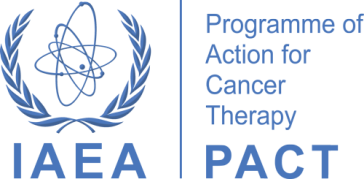 IAEA
Programme of
Action for
Cancer
Therapy
PACT